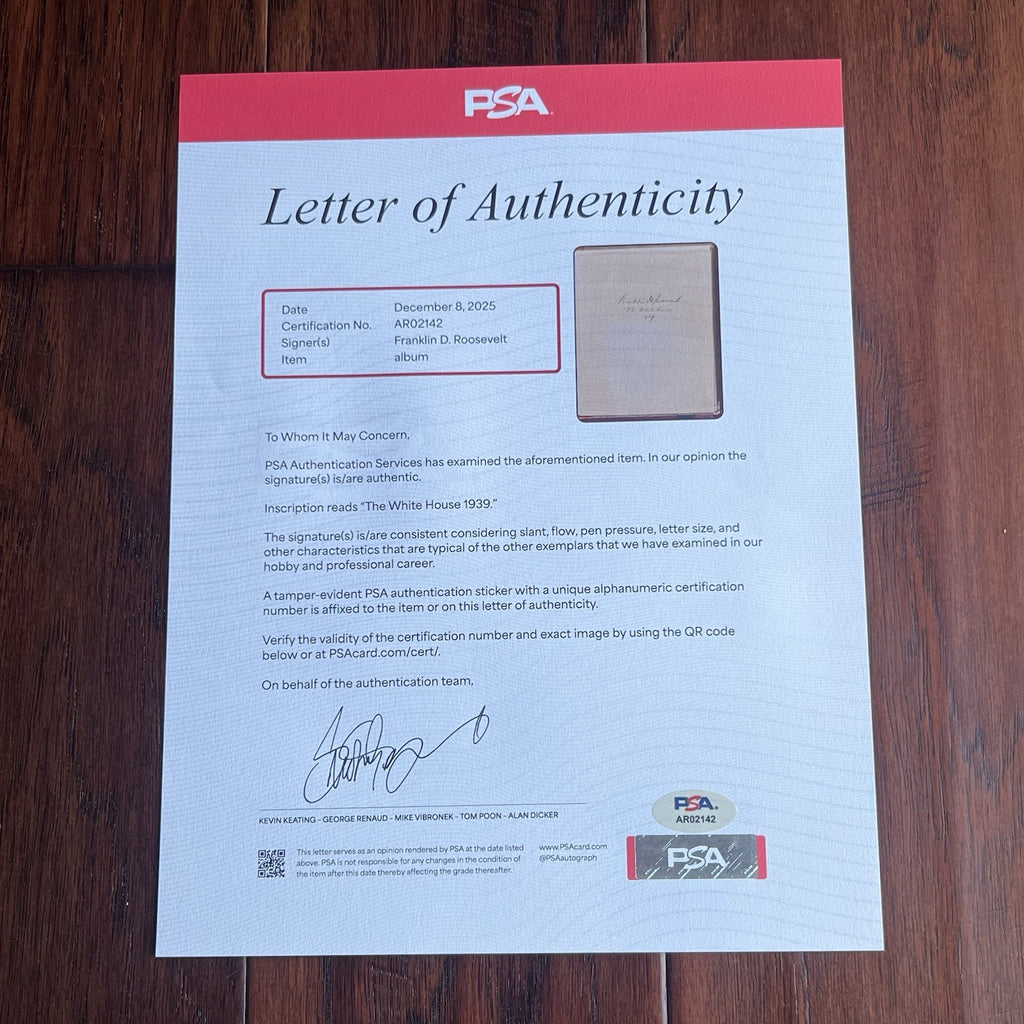 PSA
Letter of Authenticity
Date December 8, 2025
Certification No. AR02142
Signer(s) Franklin D. Roosevelt
Item album
To Whom It May Concern,
PSA Authentication Services has examined the aforementioned item. In our opinion the
signature(s) is/are authentic.
Inscription reads “The White House 1939.”
The signature(s) is/are consistent considering slant, flow, pen pressure, letter size, and
other characteristics that are typical of the other exemplars that we have examined in our
hobby and professional career.
A tamper-evident PSA authentication sticker with a unique alphanumeric certification
number is affixed to the item or on this letter of authenticity.
Verify the validity of the certification number and exact image by using the QR code
below or at PSAcard.com/cert/.
On behalf of the authentication team,
KEVIN KEATING - GEORGE RENAUD - MIKE VIBRONEK - TOM POON - ALAN DICKER
This letter serves as an opinion rendered by PSA at the date listed
above. PSA is not responsible for any changes in the condition of
the item after this date thereby affecting the grade thereafter.
www.PSAcard.com
@PSAautograph
PSA
AR02142
PSA